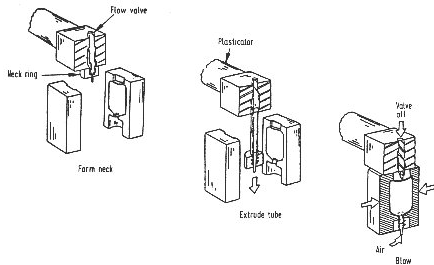 Flow valve
Neck ring
Form neck
Plasticator
Extrude tube
Valve
off
Air
Blow